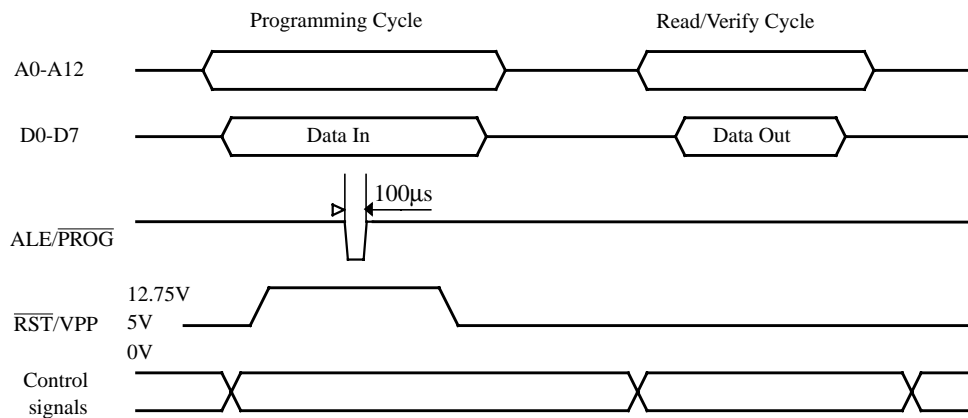 Programming Cycle
Read/Verify Cycle
A0-A12
D0-D7
Data In
Data Out
100μs
ALE/PROG
12.75V
RST/VPP
5V
0V
Control
signals